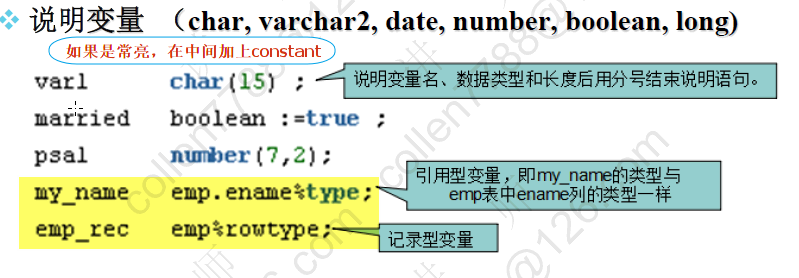 说明变量 （char, varchar2, date, number, boolean, long)
如果是常亮，在中间加上constant
varl char(15) ;
说明变量名、数据类型和长度后用分号结束说明语句。
married boolean :=true ;
psal number(7,2);
my_name emp.ename%type;
引用型变量，即my_name的类型与
emp表中ename列的类型一样
emp_rec emp%rowtype;
记录型变量